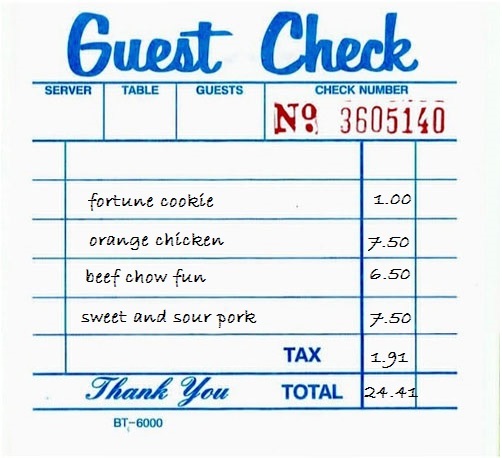 Guest Check
SERVER TABLE GUESTS CHECK NUMBER
No. 3605140
fortune cookie 1.00
orange chicken 7.50
beef chow fun 6.50
sweet and sour pork 7.50
TAX 1.91
Thank You TOTAL 24.41
BT-6000